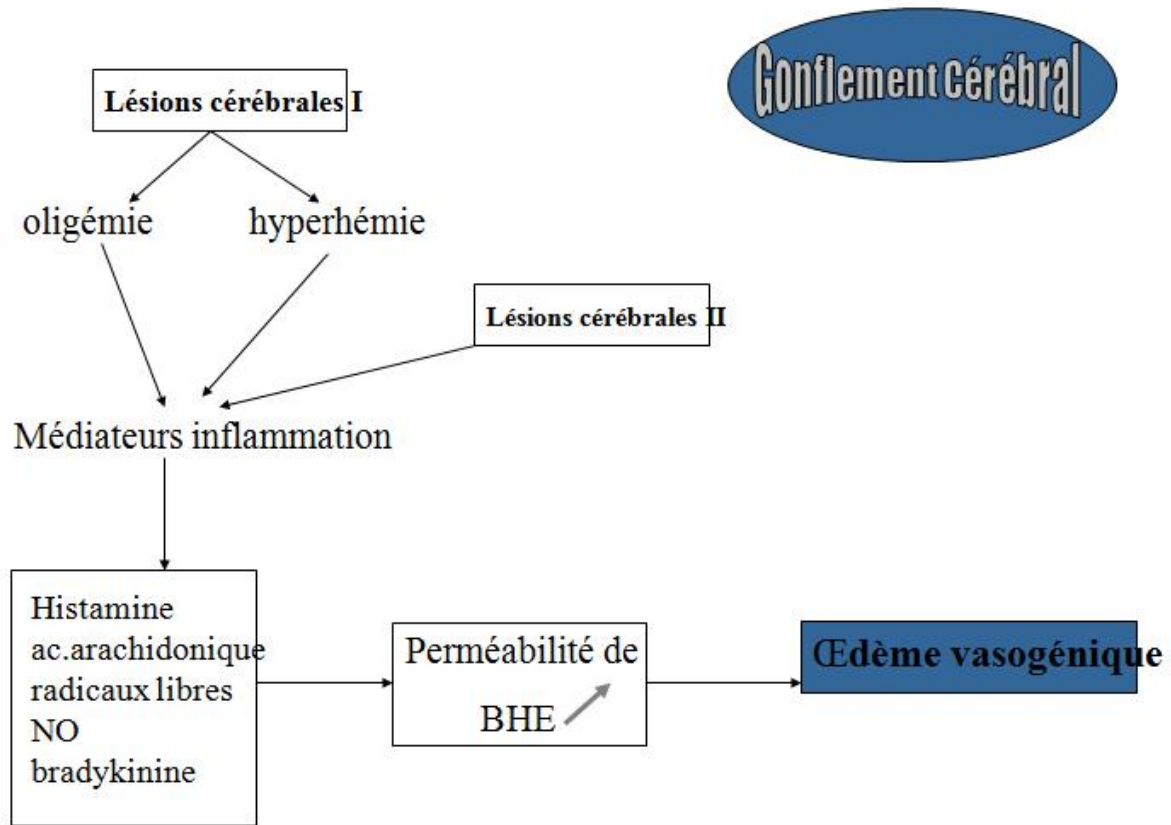 Gonflement Cérébral
Lésions cérébrales I
oligémie
hyperhémie
Lésions cérébrales II
Médiateurs inflammation
Histamine
ac.arachidonique
radicaux libres
NO
bradykinine
Perméabilité de
BHE
Œdème vasogénique